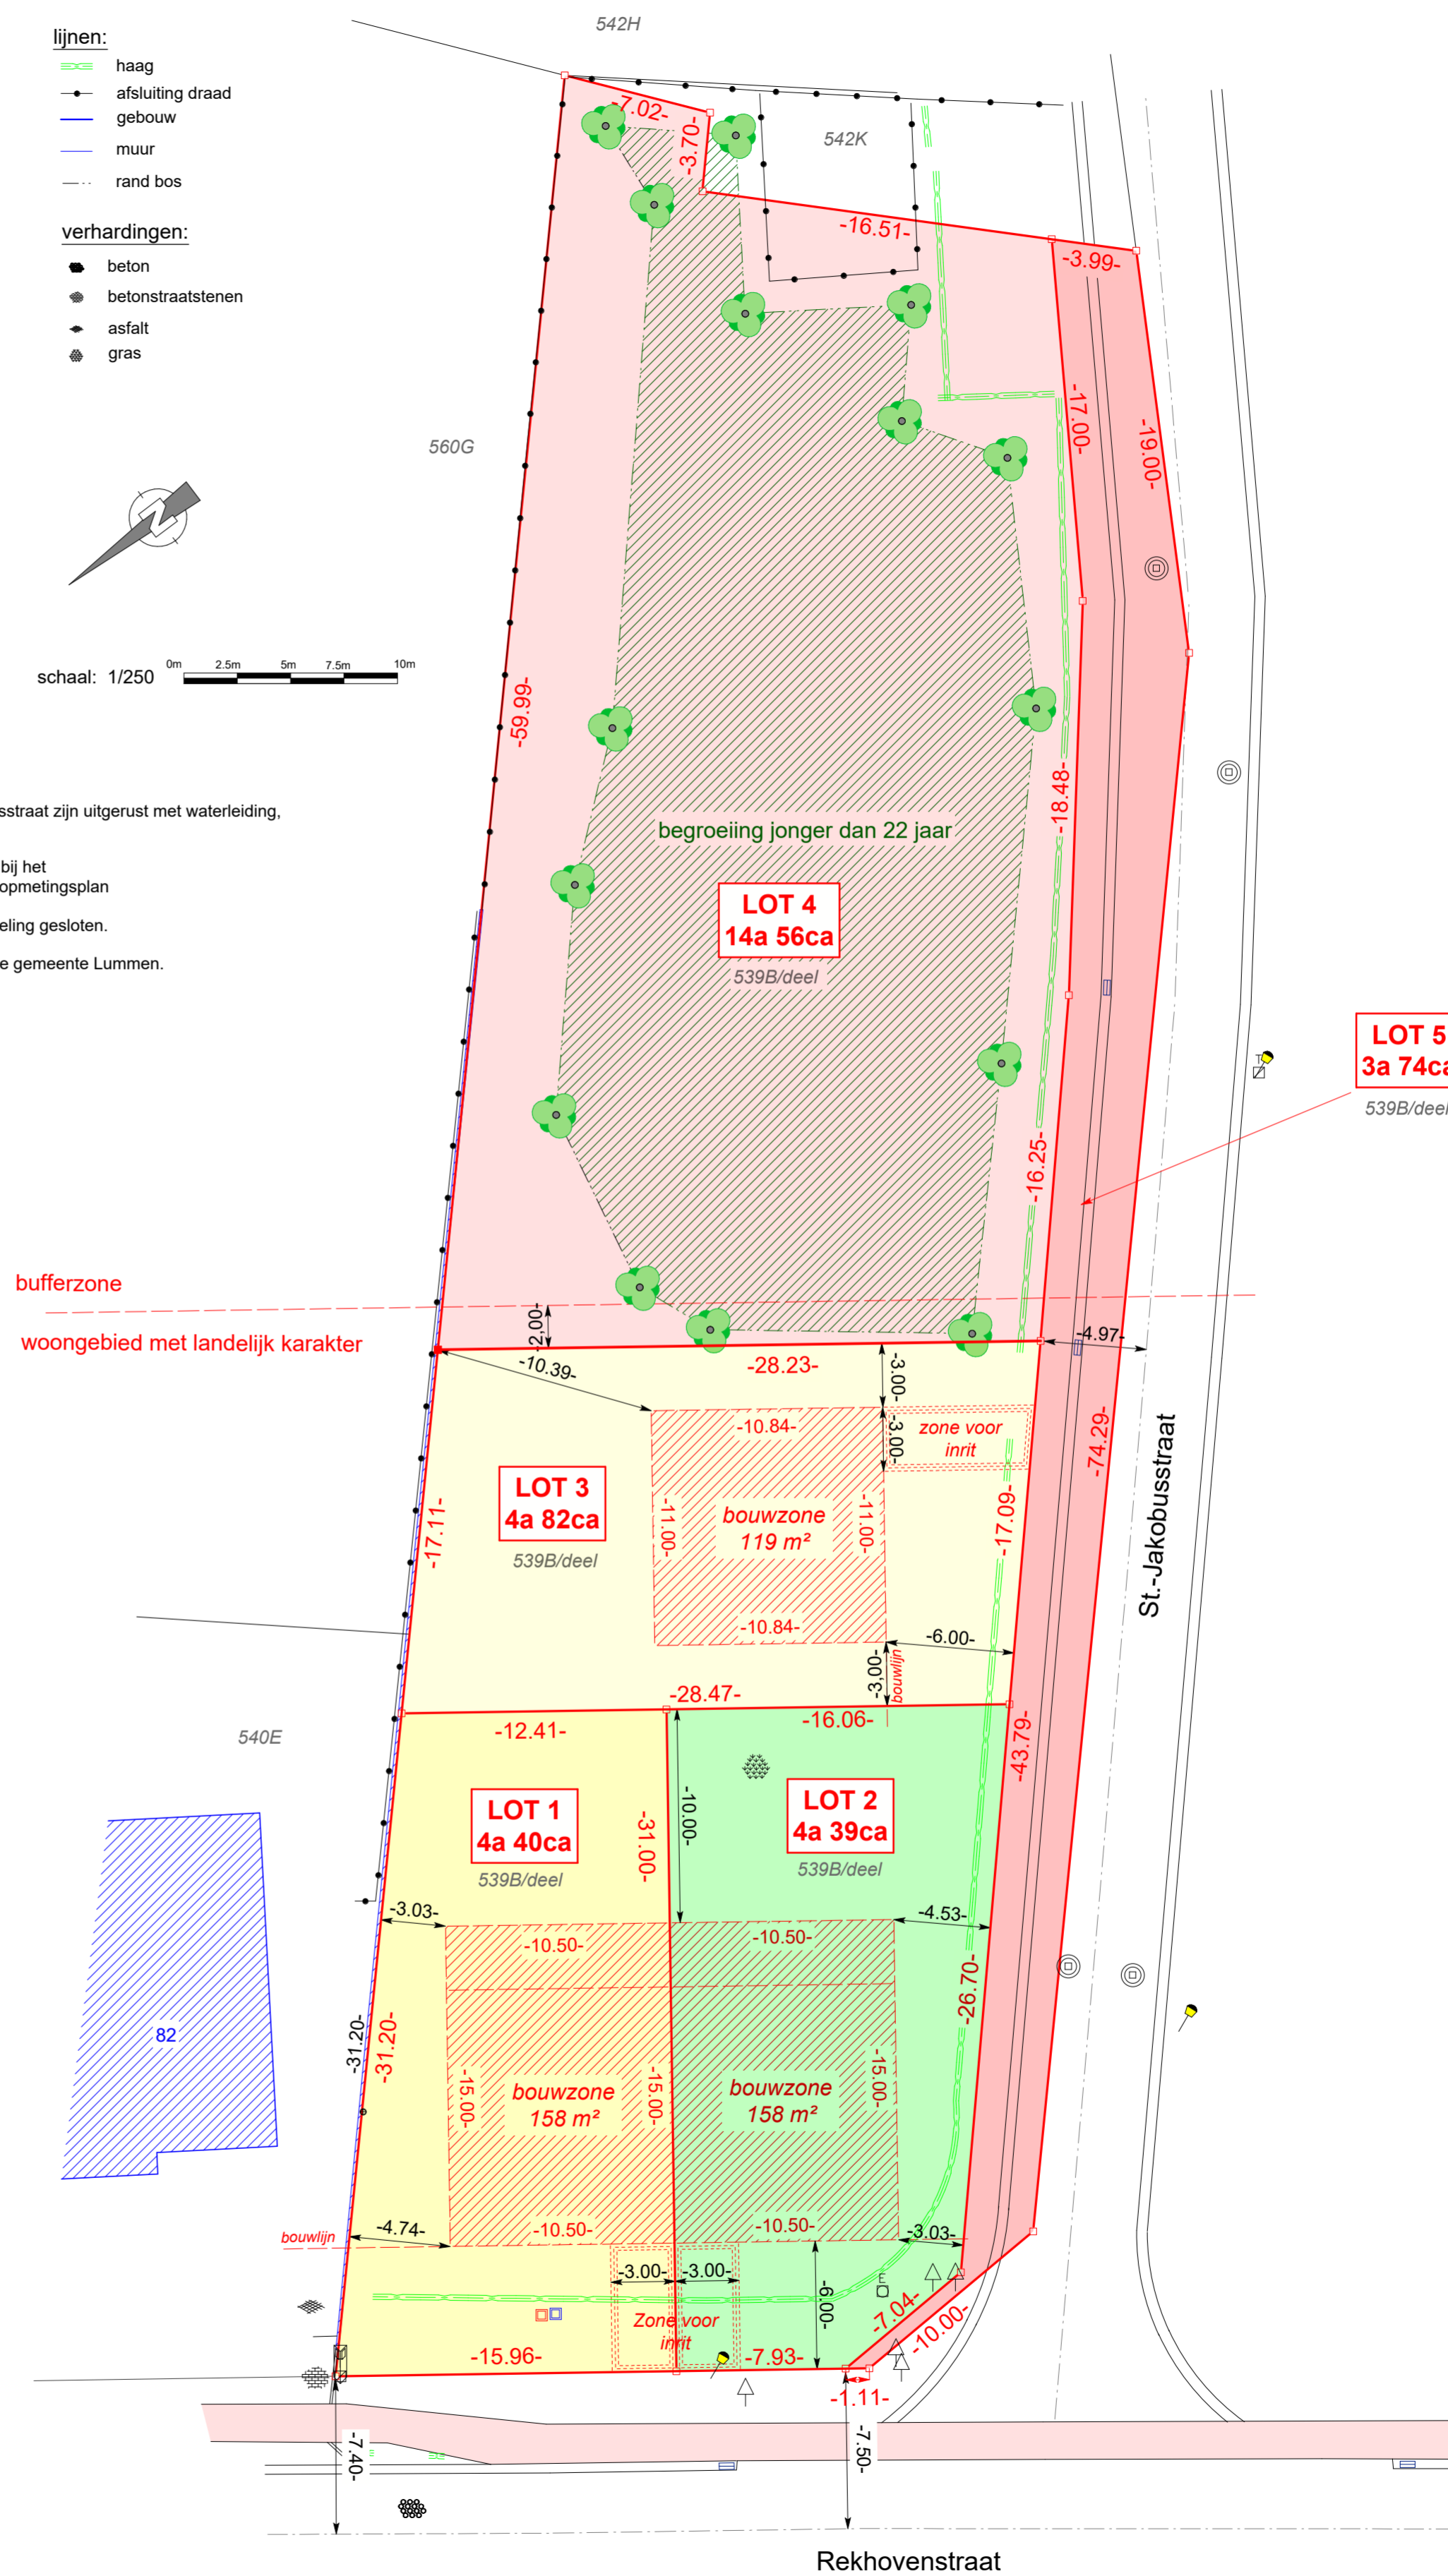 lijnen:
haag
afsluiting draad
gebouw
muur
rand bos
verhardingen:
beton
betonstraatstenen
asfalt
gras
542H
-7.02-
-3.70-
542K
-16.51-
-3.99-
-17.00-
-19.00-
560G
schaal: 1/250
0m 2.5m 5m 7.5m 10m
-59.99-
sstraat zijn uitgerust met waterleiding,
bij het
opmetingsplan
eling gesloten.
e gemeente Lummen.
-18.48-
begroeiing jonger dan 22 jaar
LOT 4
14a 56ca
539B/deel
LOT 5
3a 74ca
539B/deel
-16.25-
bufferzone
woongebied met landelijk karakter
-2,00-
-4.97-
-10.39-
-28.23-
-3.00-
-10.84-
-3.00-
zone voor
inrit
-74.29-
St.-Jakobusstraat
LOT 3
4a 82ca
539B/deel
-17.11-
-11.00-
bouwzone
119 m²
-11.00-
-17.09-
-10.84-
-6.00-
-3,00-
bouwlijn
-28.47-
-12.41-
-16.06-
-43.79-
540E
LOT 1
4a 40ca
539B/deel
-31.00-
-10.00-
LOT 2
4a 39ca
539B/deel
-3.03-
-4.53-
-10.50-
-10.50-
-26.70-
82
-31.20-
-31.20-
-15.00-
bouwzone
158 m²
-15.00-
bouwzone
158 m²
-15.00-
bouwlijn
-4.74-
-10.50-
-10.50-
-3.03-
-3.00-
-3.00-
E
-6.00-
-7.04-
-10.00-
Zone voor
inrit
-15.96-
-7.93-
-1.11-
-7.40-
-7.50-
Rekhovenstraat